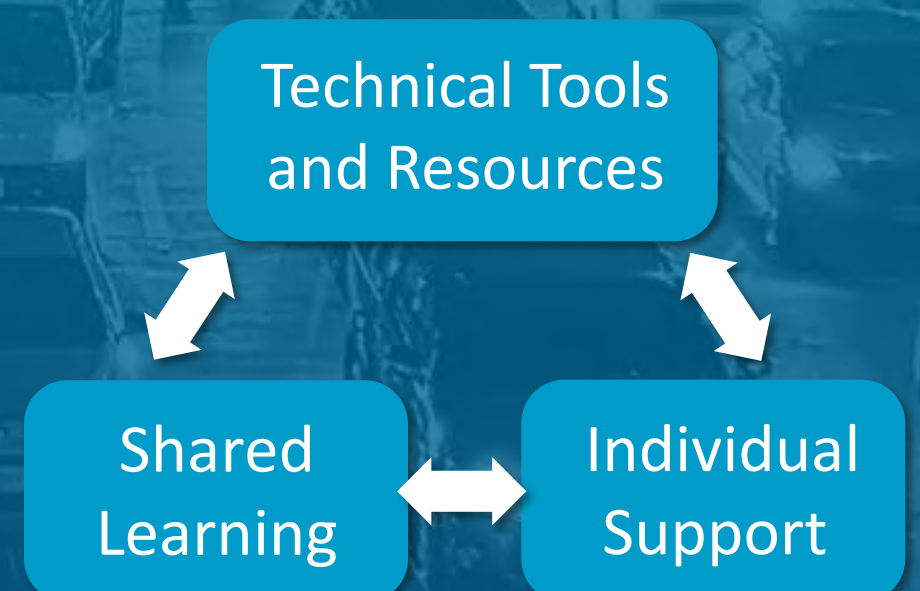 Technical Tools
and Resources
Shared
Learning
Individual
Support